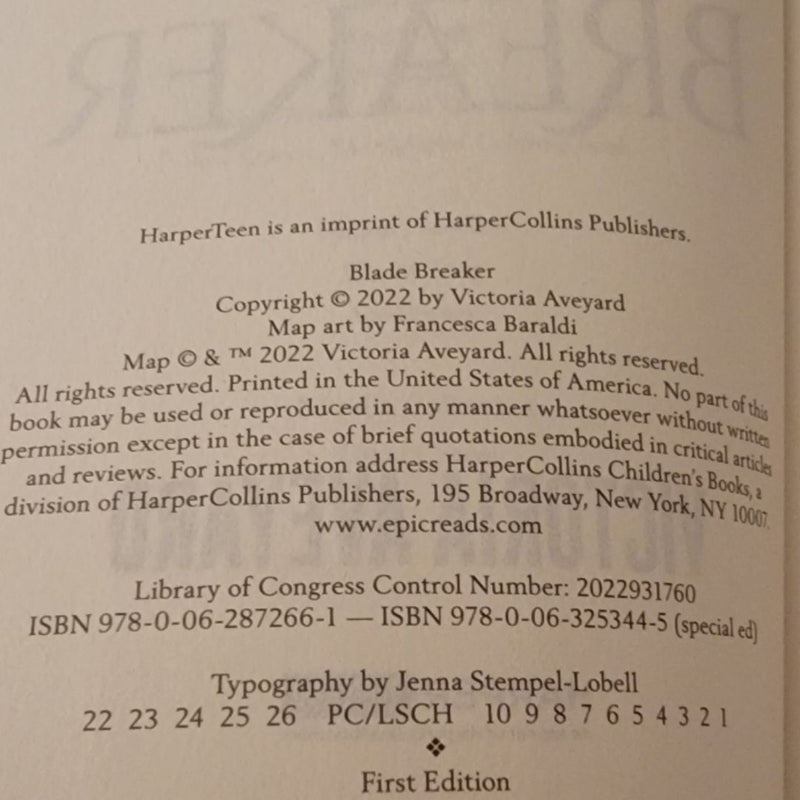 HarperTeen is an imprint of HarperCollins Publishers.
Blade Breaker
Copyright © 2022 by Victoria Aveyard
Map art by Francesca Baraldi
Map © & ™ 2022 Victoria Aveyard. All rights reserved.
All rights reserved. Printed in the United States of America. No part of this
book may be used or reproduced in any manner whatsoever without written
permission except in the case of brief quotations embodied in critical articles
and reviews. For information address HarperCollins Children's Books, a
division of HarperCollins Publishers, 195 Broadway, New York, NY 10007.
www.epicreads.com
Library of Congress Control Number: 2022931760
ISBN 978-0-06-287266-1 — ISBN 978-0-06-325344-5 (special ed)
Typography by Jenna Stempel-Lobell
22 23 24 25 26 PC/LSCH 10 9 8 7 6 5 4 3 2 1
First Edition